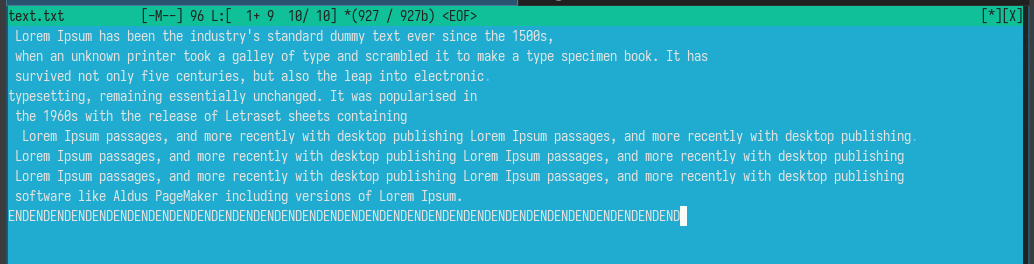 text.txt           [-M--] 96 L:[  1+ 9  10/ 10] *(927 / 927b) <EOF>                                                                        [*][X]
 Lorem Ipsum has been the industry's standard dummy text ever since the 1500s,
 when an unknown printer took a galley of type and scrambled it to make a type specimen book. It has
 survived not only five centuries, but also the leap into electronic.
typesetting, remaining essentially unchanged. It was popularised in
 the 1960s with the release of Letraset sheets containing
  Lorem Ipsum passages, and more recently with desktop publishing Lorem Ipsum passages, and more recently with desktop publishing.
 Lorem Ipsum passages, and more recently with desktop publishing Lorem Ipsum passages, and more recently with desktop publishing
 Lorem Ipsum passages, and more recently with desktop publishing Lorem Ipsum passages, and more recently with desktop publishing
 software like Aldus PageMaker including versions of Lorem Ipsum.
ENDENDENDENDENDENDENDENDENDENDENDENDENDENDENDENDENDENDENDENDENDENDENDENDENDENDENDENDENDENDENDEND